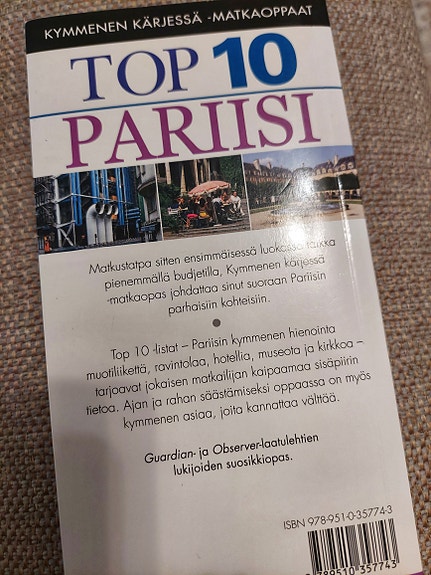 KYMMENEN KÄRJESSÄ -MATKAOPPAAT
TOP 10
PARIISI
Matkustatpa sitten ensimmäisessä luokassa taikka
pienemmällä budjetilla, Kymmenen kärjessä
-matkaopas johdattaa sinut suoraan Pariisin
parhaisiin kohteisiin.
•
Top 10 -listat – Pariisin kymmenen hienointa
muotiliikettä, ravintolaa, hotellia, museota ja kirkkoa –
tarjoavat jokaisen matkailijan kaipaamaa sisäpiirin
tietoa. Ajan ja rahan säästämiseksi oppaassa on myös
kymmenen asiaa, joita kannattaa välttää.
Guardian- ja Observer-laatulehtien
lukijoiden suosikkiopas.
ISBN 978-951-0-35774-3
789510 357743